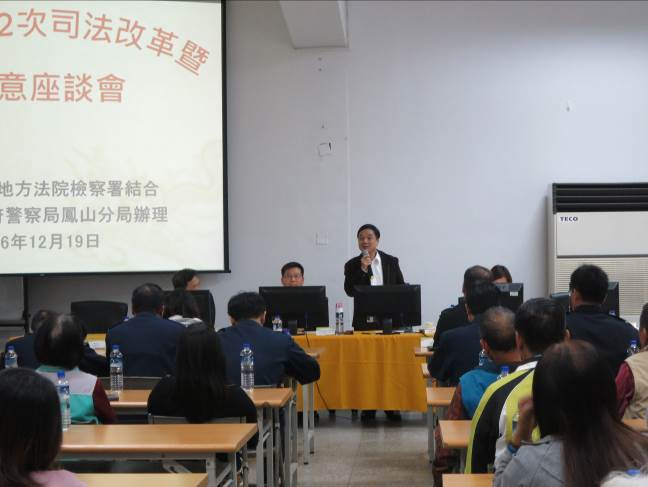 2次司法改革暨
意座談會
地方法院檢察署結合
警察局鳳山分局辦理
6年12月19日
TECO